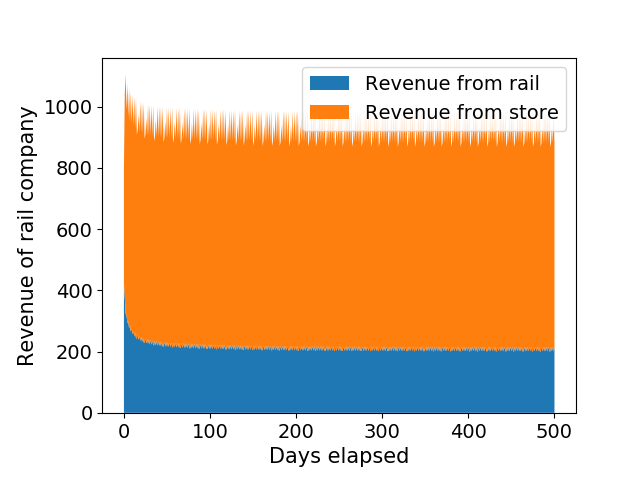 Revenue from rail
Revenue from store
Revenue of rail company
1000
800
600
400
200
0
0 100 200 300 400 500
Days elapsed